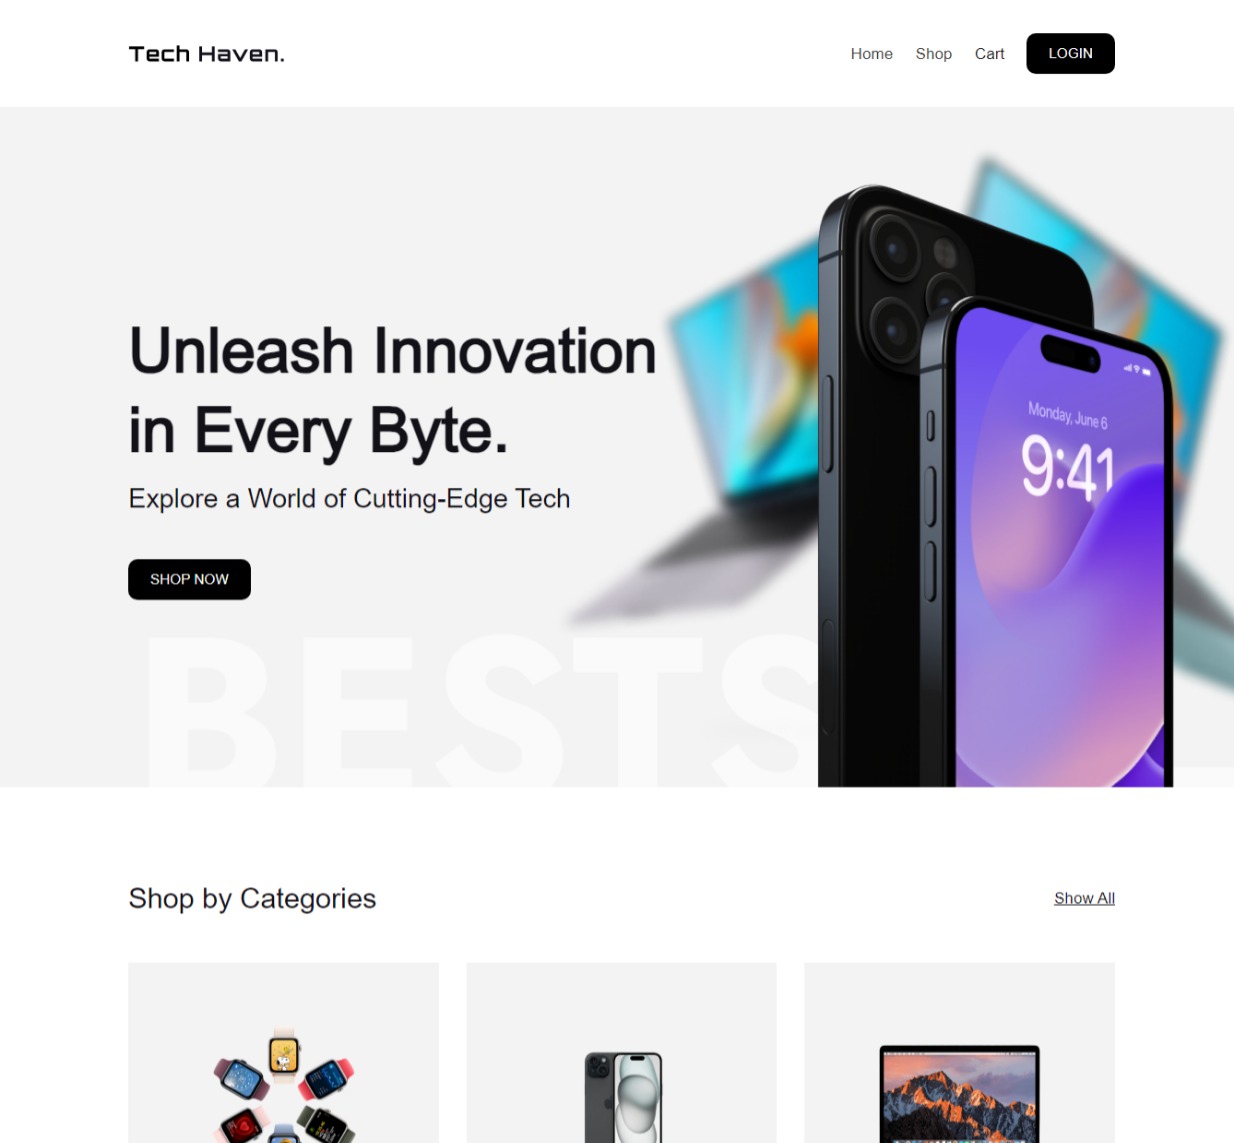 Tech Haven.
Home Shop Cart LOGIN
Unleash Innovation
in Every Byte.
Explore a World of Cutting-Edge Tech
SHOP NOW
BESTS
Monday, June 6
9:41
Shop by Categories
Show All